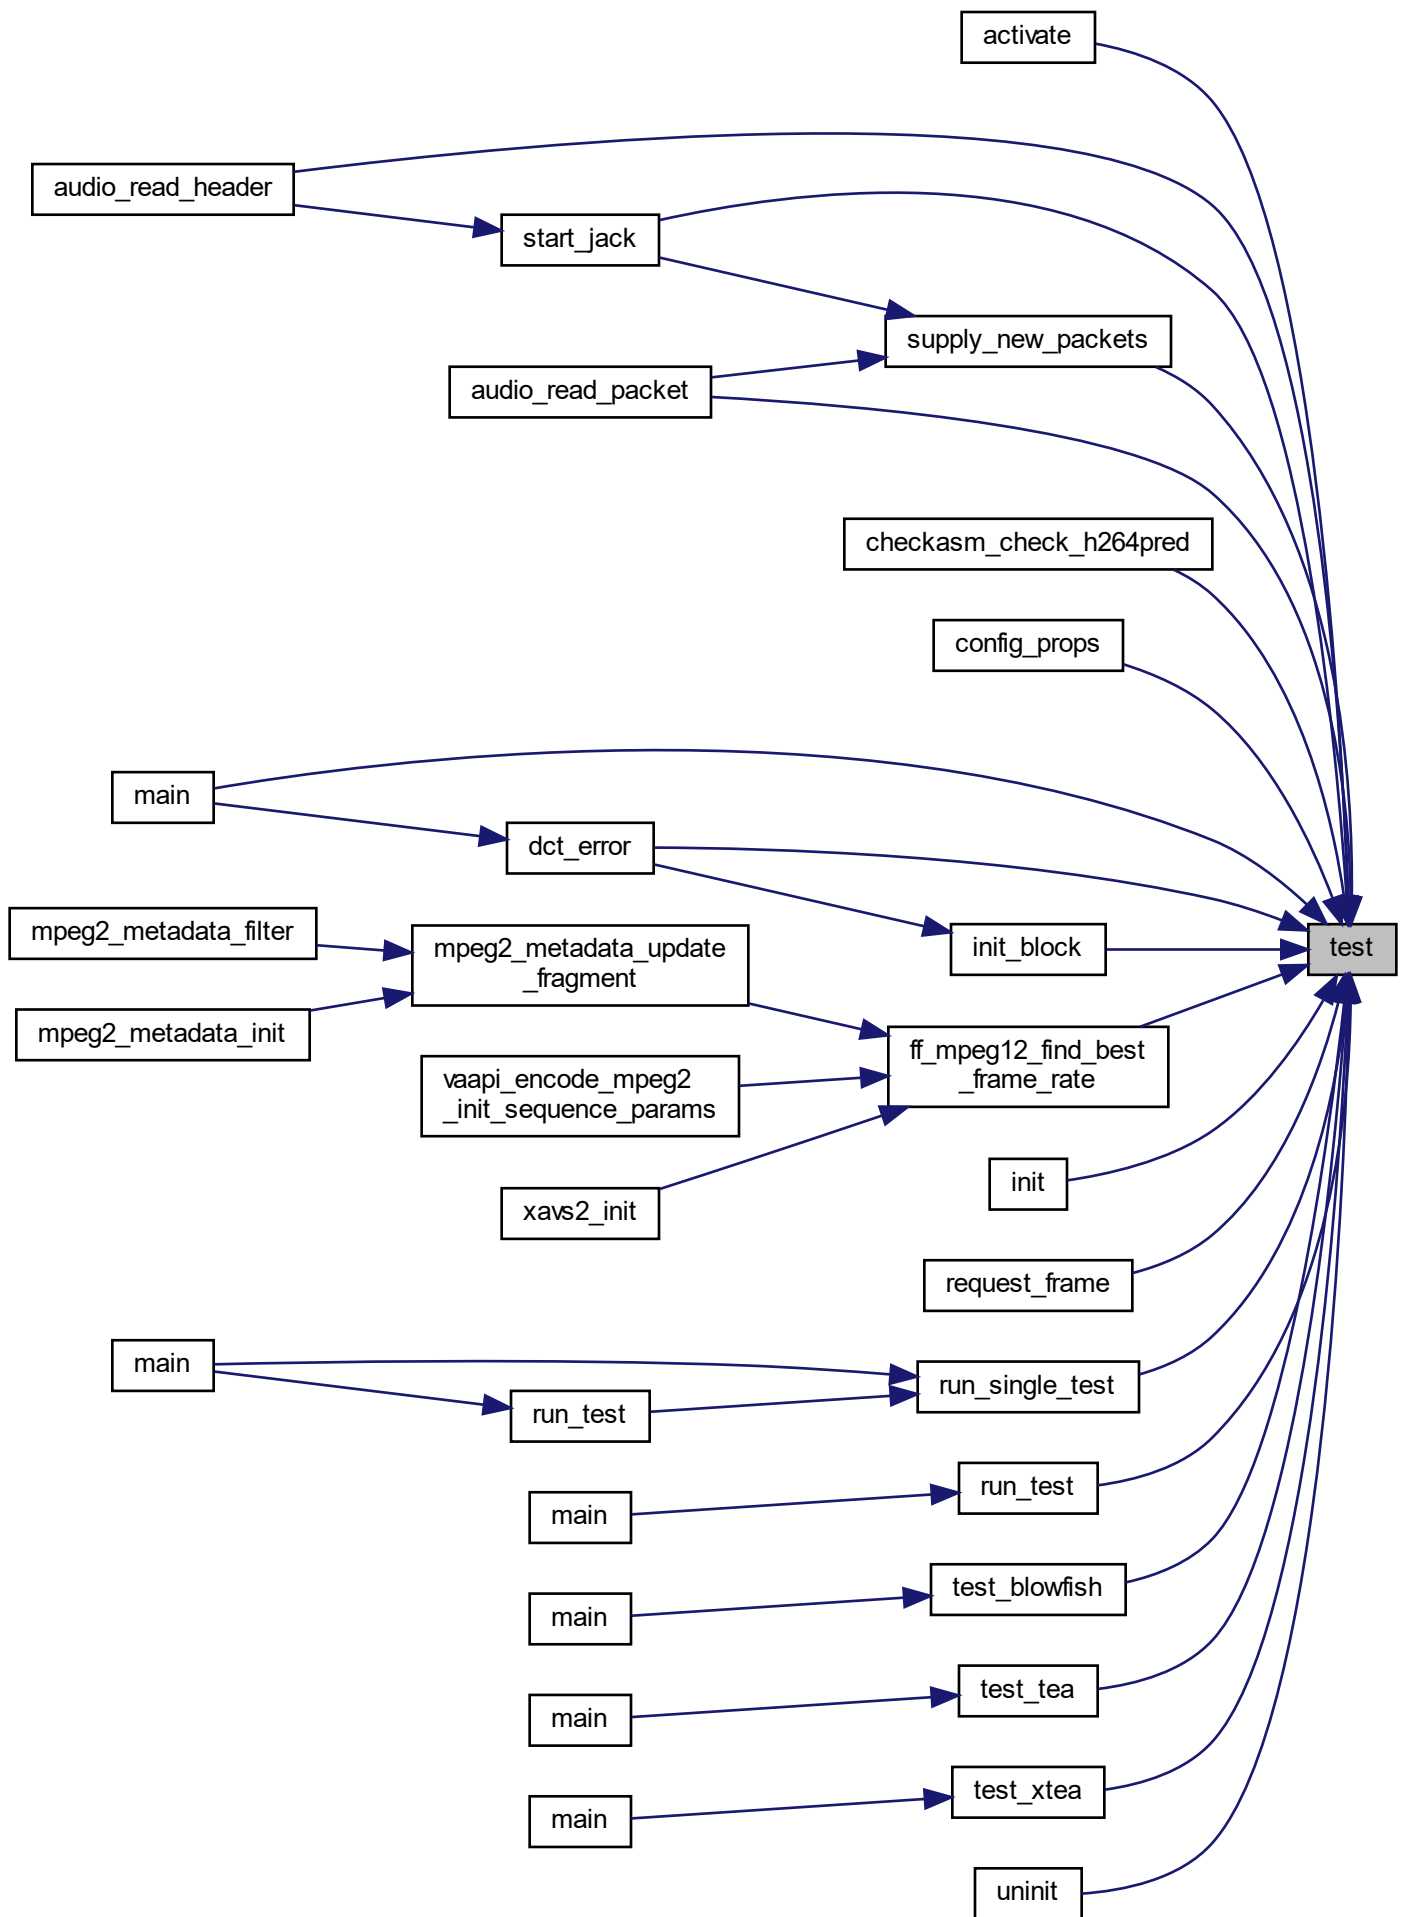 activate
audio_read_header
start_jack
supply_new_packets
audio_read_packet
checkasm_check_h264pred
config_props
main
dct_error
mpeg2_metadata_filter
mpeg2_metadata_update
_fragment
init_block
test
mpeg2_metadata_init
ff_mpeg12_find_best
_frame_rate
vaapi_encode_mpeg2
_init_sequence_params
init
xavs2_init
request_frame
main
run_single_test
run_test
run_test
main
test_blowfish
main
test_tea
main
test_xtea
main
uninit